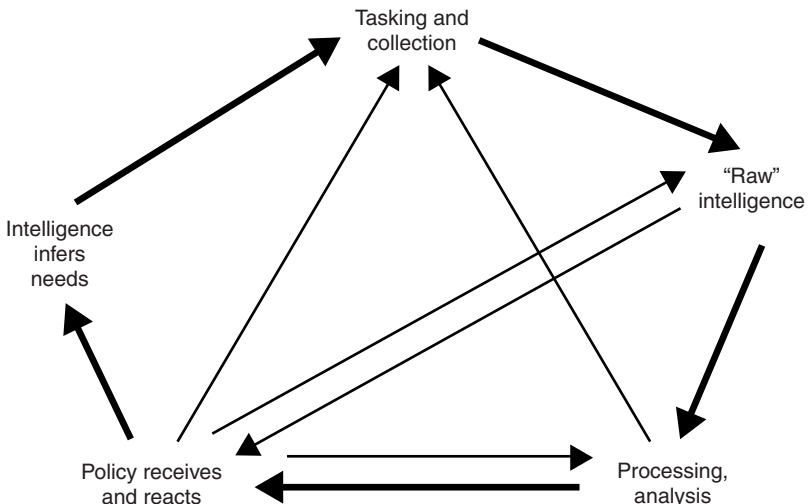 Tasking and
collection
“Raw”
intelligence
Intelligence
infers
needs
Policy receives
and reacts
Processing,
analysis